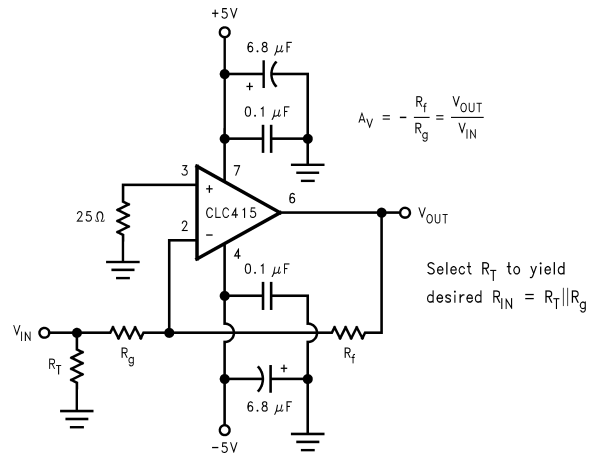 +5V
6.8 μF
+
0.1 μF
A_V = - R_f / R_g = V_OUT / V_IN
3
7
+
25Ω
CLC415
6
V_OUT
2
-
4
0.1 μF
Select R_T to yield
desired R_IN = R_T||R_g
V_IN
R_g
R_f
R_T
+
6.8 μF
-5V